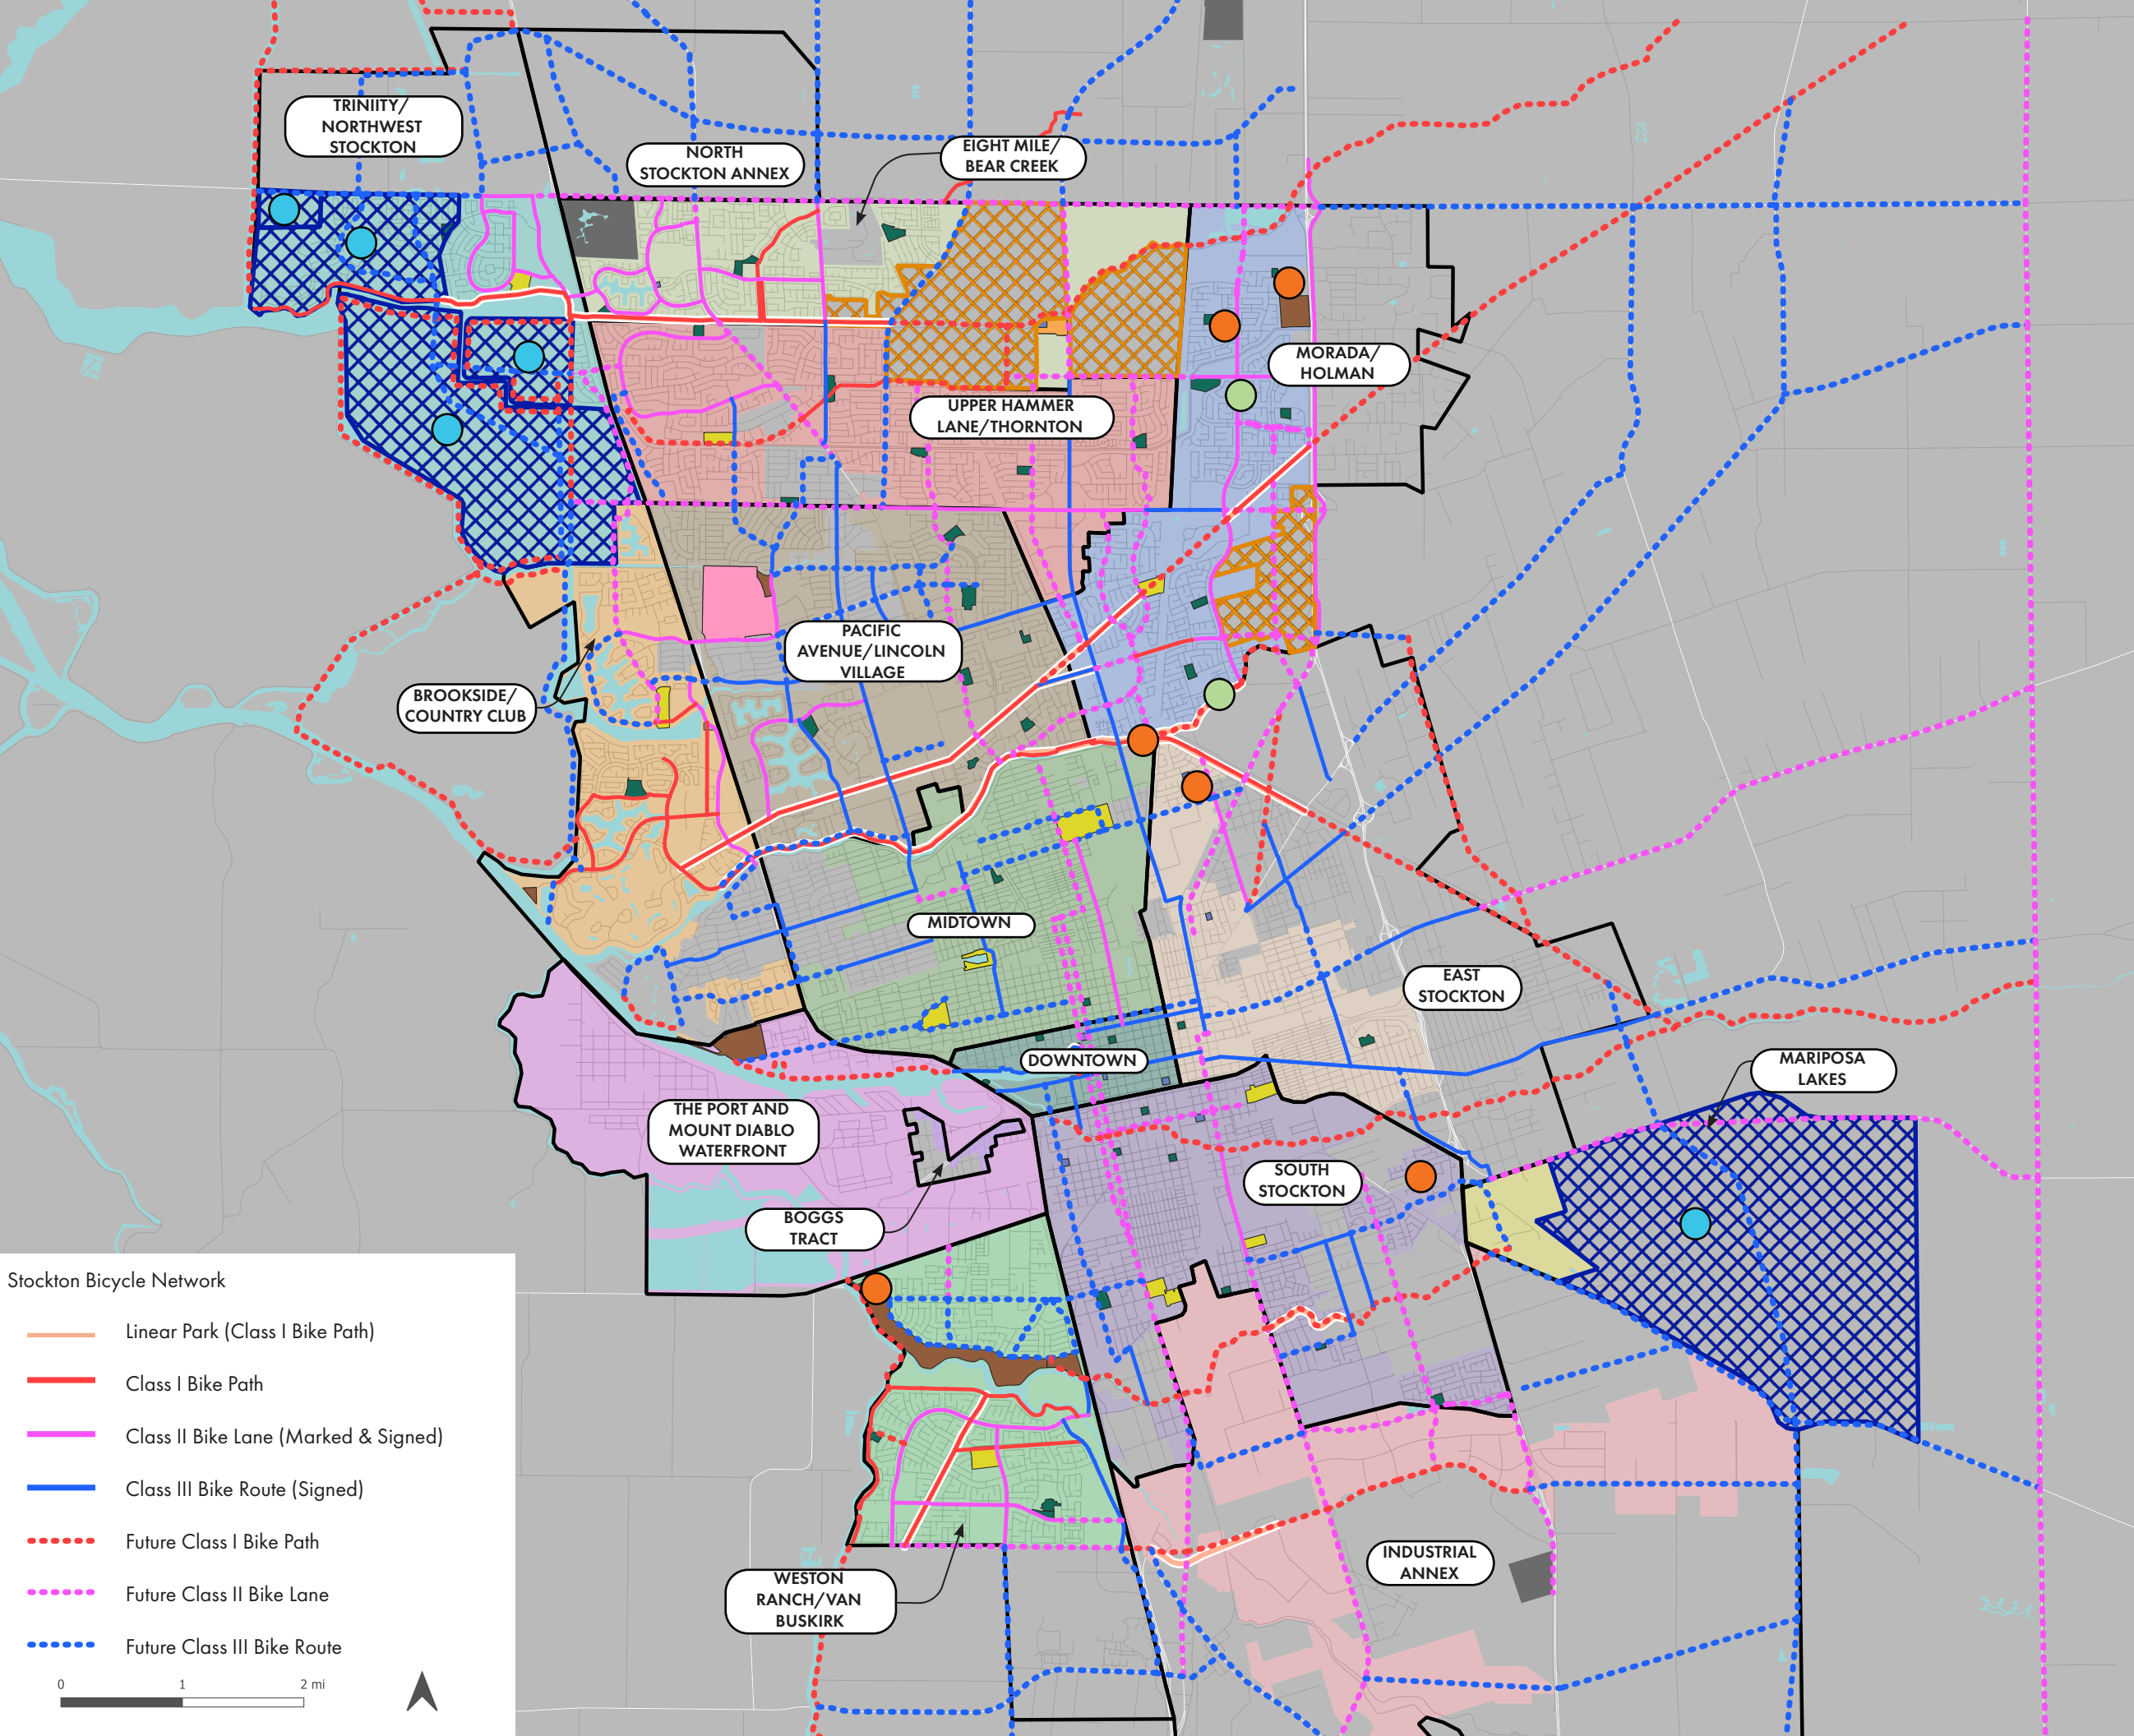 TRINIITY/
NORTHWEST
STOCKTON
NORTH
STOCKTON ANNEX
EIGHT MILE/
BEAR CREEK
MORADA/
HOLMAN
UPPER HAMMER
LANE/THORNTON
PACIFIC
AVENUE/LINCOLN
VILLAGE
BROOKSIDE/
COUNTRY CLUB
MIDTOWN
EAST
STOCKTON
DOWNTOWN
MARIPOSA
LAKES
THE PORT AND
MOUNT DIABLO
WATERFRONT
SOUTH
STOCKTON
BOGGS
TRACT
INDUSTRIAL
ANNEX
WESTON
RANCH/VAN
BUSKIRK
Stockton Bicycle Network
Linear Park (Class I Bike Path)
Class I Bike Path
Class II Bike Lane (Marked & Signed)
Class III Bike Route (Signed)
Future Class I Bike Path
Future Class II Bike Lane
Future Class III Bike Route
0 1 2 mi